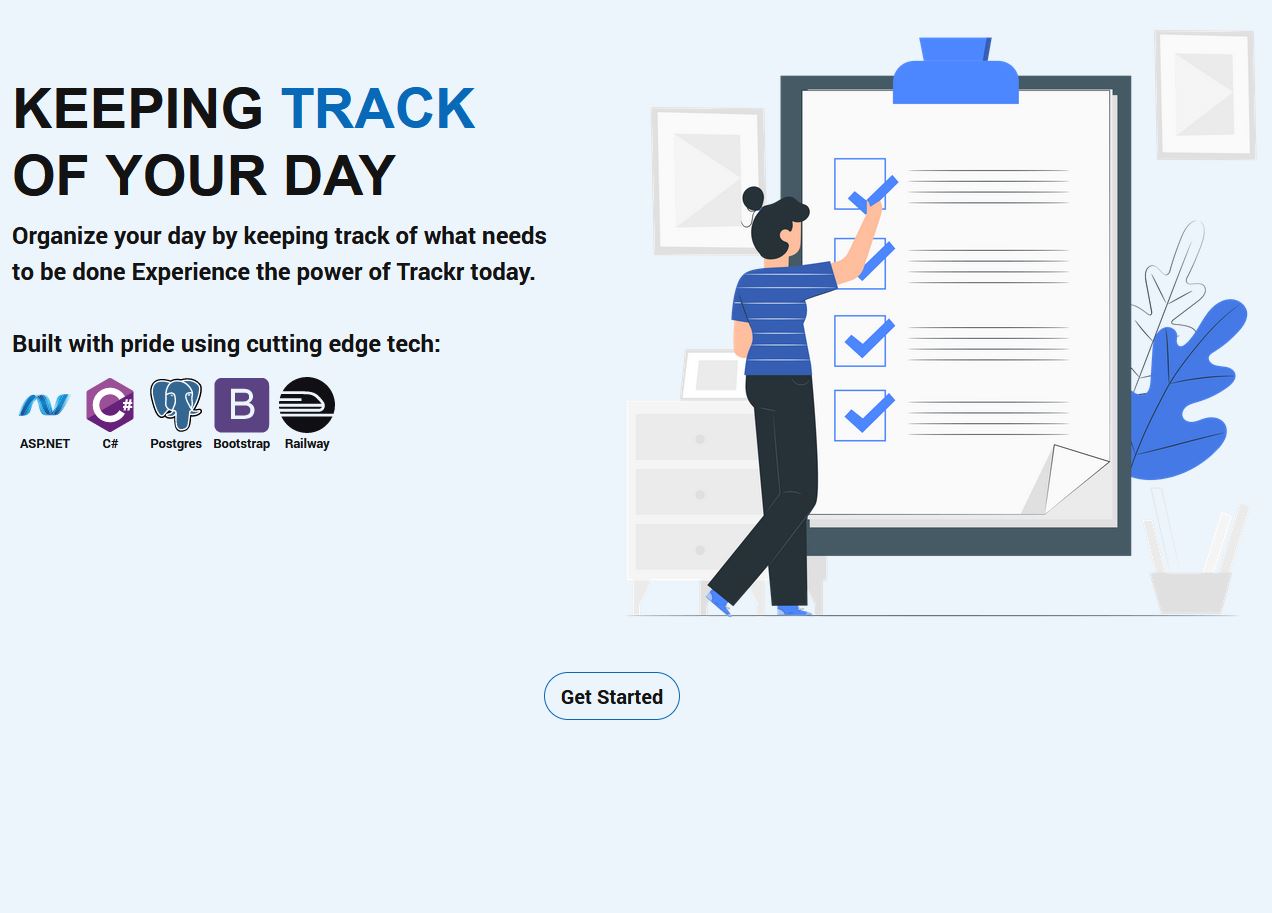 KEEPING TRACK
OF YOUR DAY
Organize your day by keeping track of what needs
to be done Experience the power of Trackr today.
Built with pride using cutting edge tech:
C#
B
ASP.NET C# Postgres Bootstrap Railway
Get Started